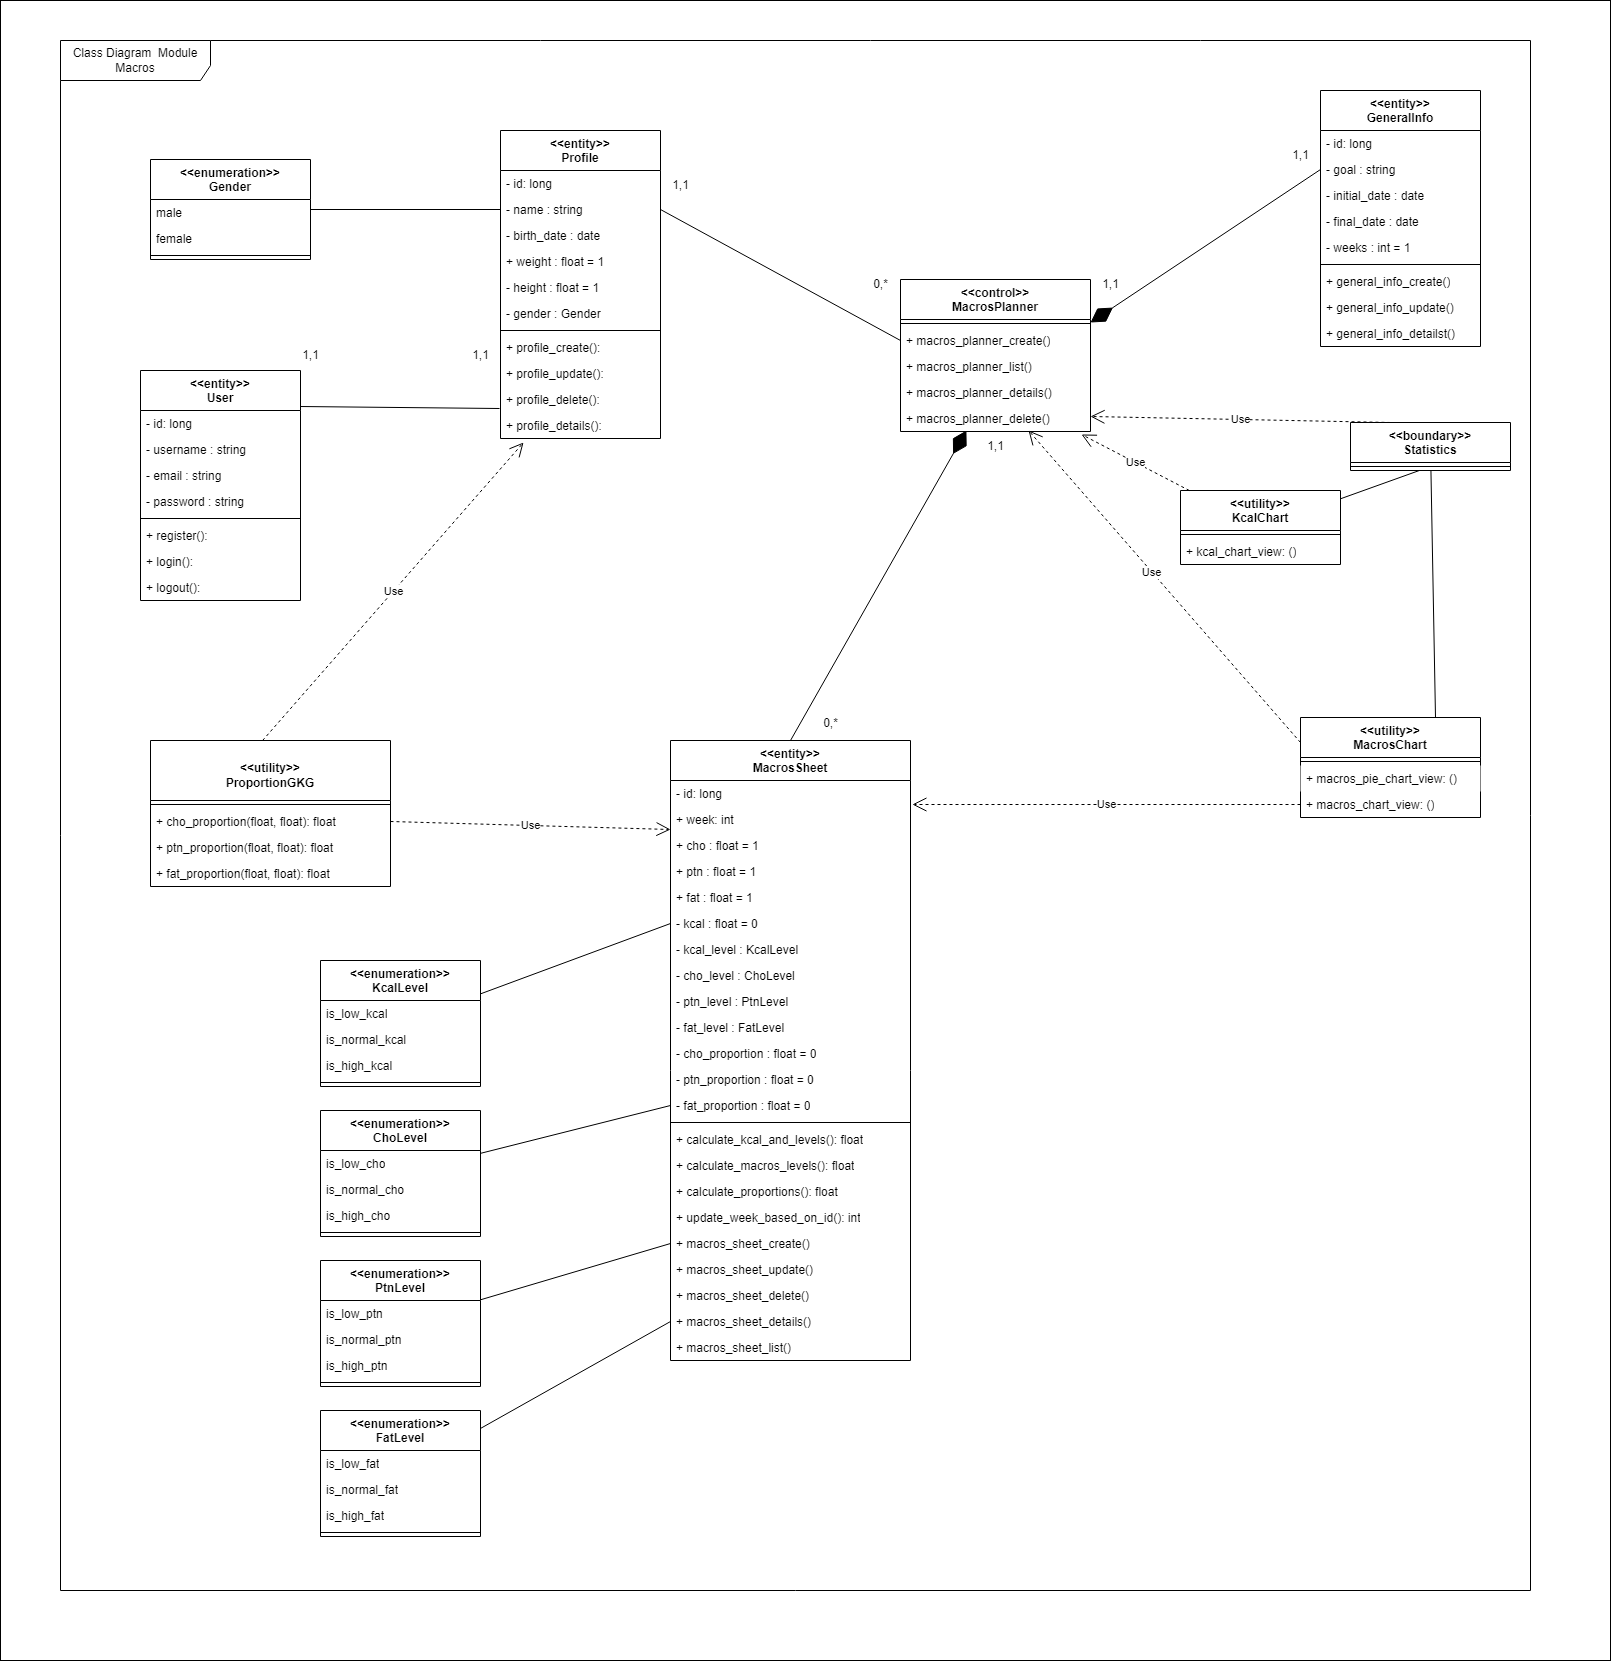 Class Diagram  Module
Macros
<<enumeration>>
Gender
male
female
<<entity>>
Profile
- id: long
- name : string
- birth_date : date
+ weight : float = 1
- height : float = 1
- gender : Gender
+ profile_create():
+ profile_update():
+ profile_delete():
+ profile_details():
1,1
0,*
<<control>>
MacrosPlanner
+ macros_planner_create()
+ macros_planner_list()
+ macros_planner_details()
+ macros_planner_delete()
1,1
1,1
<<entity>>
GeneralInfo
- id: long
- goal : string
- initial_date : date
- final_date : date
- weeks : int = 1
+ general_info_create()
+ general_info_update()
+ general_info_detailst()
1,1
1,1
<<entity>>
User
- id: long
- username : string
- email : string
- password : string
+ register():
+ login():
+ logout():
Use
1,1
Use
<<boundary>>
Statistics
Use
<<utility>>
KcalChart
+ kcal_chart_view: ()
Use
0,*
<<utility>>
MacrosChart
+ macros_pie_chart_view: ()
+ macros_chart_view: ()
Use
<<utility>>
ProportionGKG
+ cho_proportion(float, float): float
+ ptn_proportion(float, float): float
+ fat_proportion(float, float): float
Use
<<entity>>
MacrosSheet
- id: long
+ week: int
+ cho : float = 1
+ ptn : float = 1
+ fat : float = 1
- kcal : float = 0
- kcal_level : KcalLevel
- cho_level : ChoLevel
- ptn_level : PtnLevel
- fat_level : FatLevel
- cho_proportion : float = 0
- ptn_proportion : float = 0
- fat_proportion : float = 0
+ calculate_kcal_and_levels(): float
+ calculate_macros_levels(): float
+ calculate_proportions(): float
+ update_week_based_on_id(): int
+ macros_sheet_create()
+ macros_sheet_update()
+ macros_sheet_delete()
+ macros_sheet_details()
+ macros_sheet_list()
<<enumeration>>
KcalLevel
is_low_kcal
is_normal_kcal
is_high_kcal
<<enumeration>>
ChoLevel
is_low_cho
is_normal_cho
is_high_cho
<<enumeration>>
PtnLevel
is_low_ptn
is_normal_ptn
is_high_ptn
<<enumeration>>
FatLevel
is_low_fat
is_normal_fat
is_high_fat